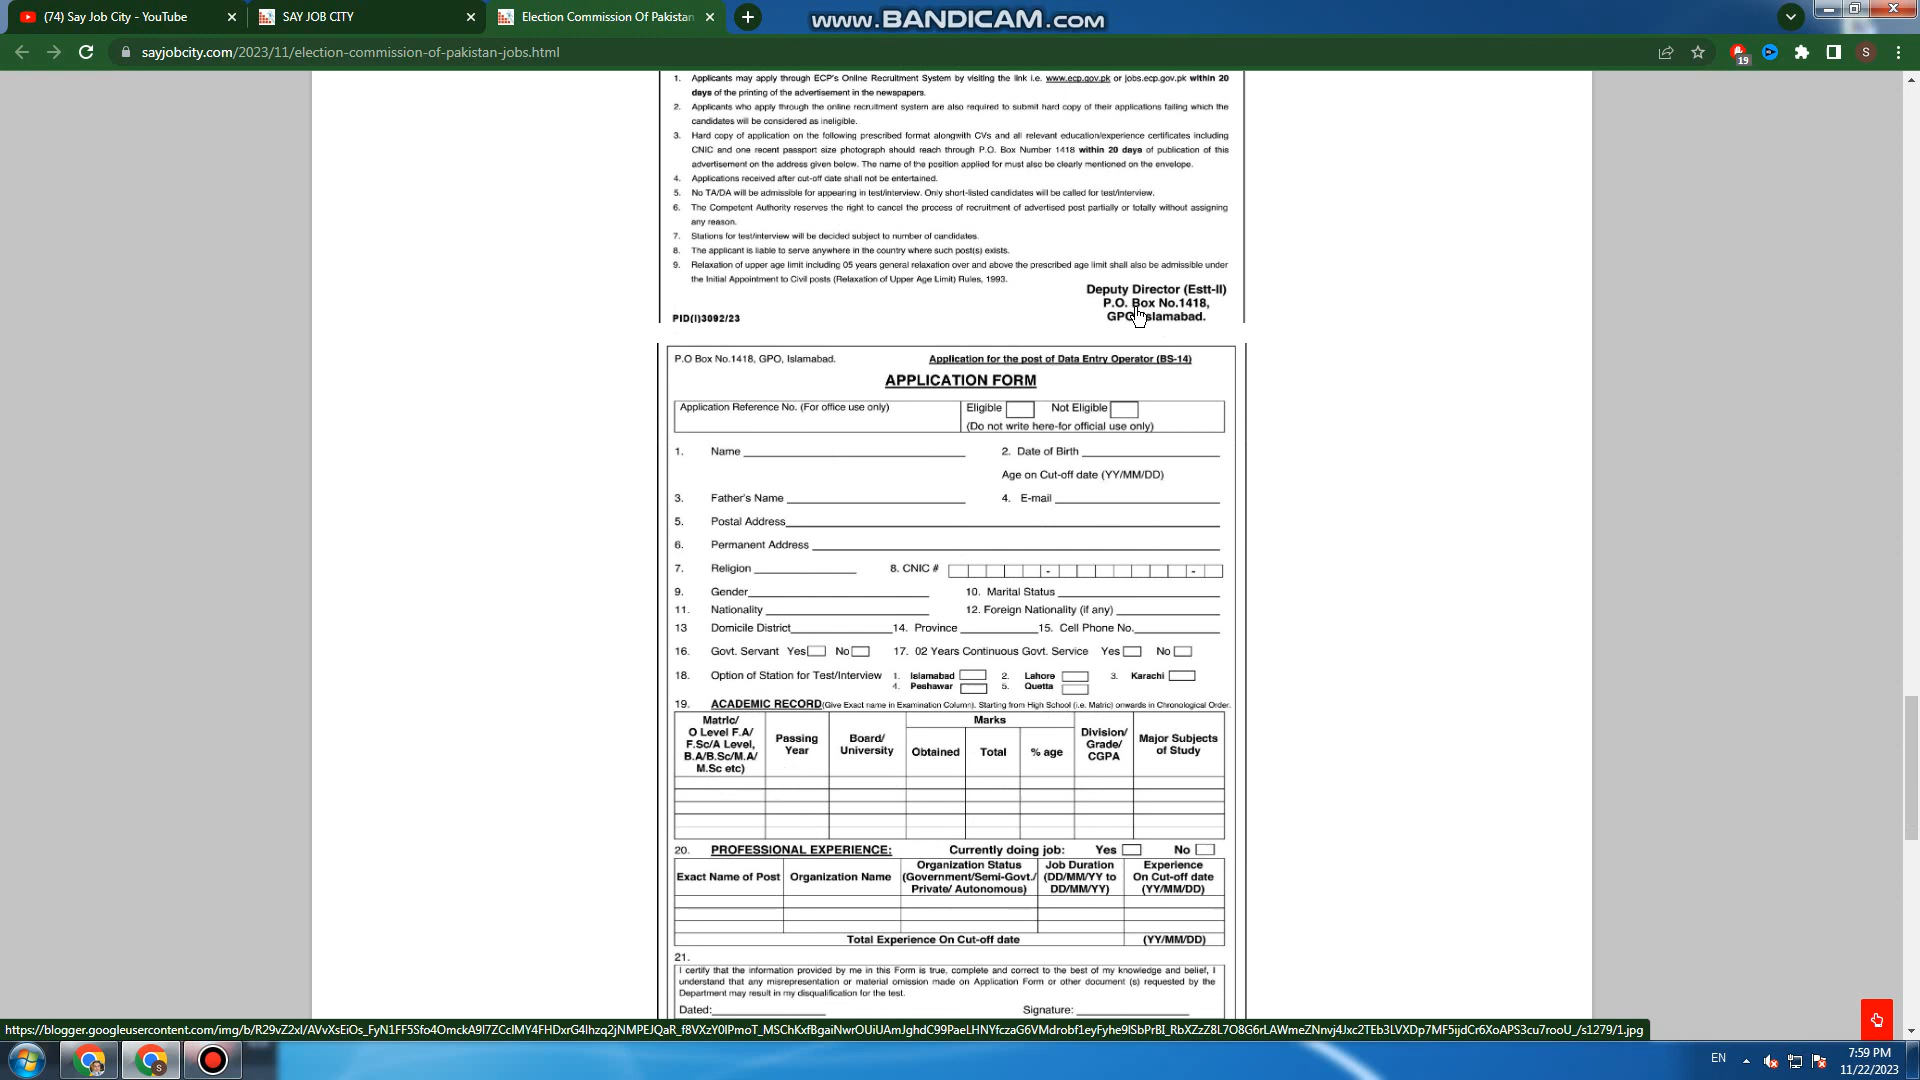 (74) Say Job City - YouTube
SAY JOB CITY
Election Commission Of Pakistan
www.BANDICAM.com
sayjobcity.com/2023/11/election-commission-of-pakistan-jobs.html
19
S
1. Applicants may apply through ECP's Online Recruitment System by visiting the link i.e. www.ecp.gov.pk or jobs.ecp.gov.pk within 20
days of the printing of the advertisement in the newspapers.
2. Applicants who apply through the online recruitment system are also required to submit hard copy of their applications failing which the
candidates will be considered as ineligible.
3. Hard copy of application on the following prescribed format alongwith CVs and all relevant education/experience certificates including
CNIC and one recent passport size photograph should reach through P.O. Box Number 1418 within 20 days of publication of this
advertisement on the address given below. The name of the position applied for must also be clearly mentioned on the envelope.
4. Applications received after cut-off date shall not be entertained.
5. No TA/DA will be admissible for appearing in test/interview. Only short-listed candidates will be called for test/interview.
6. The Competent Authority reserves the right to cancel the process of recruitment of advertised post partially or totally without assigning
any reason.
7. Stations for test/interview will be decided subject to number of candidates.
8. The applicant is liable to serve anywhere in the country where such post(s) exists.
9. Relaxation of upper age limit including 05 years general relaxation over and above the prescribed age limit shall also be admissible under
the Initial Appointment to Civil posts (Relaxation of Upper Age Limit) Rules, 1993.
Deputy Director (Estt-II)
P.O. Box No.1418,
GPO Islamabad.
PID(I)3092/23
P.O Box No.1418, GPO, Islamabad. Application for the post of Data Entry Operator (BS-14)
APPLICATION FORM
Application Reference No. (For office use only) Eligible Not Eligible
(Do not write here-for official use only)
1. Name 2. Date of Birth
Age on Cut-off date (YY/MM/DD)
3. Father's Name 4. E-mail
5. Postal Address
6. Permanent Address
7. Religion 8. CNIC # - -
9. Gender 10. Marital Status
11. Nationality 12. Foreign Nationality (if any)
13 Domicile District 14. Province 15. Cell Phone No.
16. Govt. Servant Yes No 17. 02 Years Continuous Govt. Service Yes No
18. Option of Station for Test/Interview 1. Islamabad 2. Lahore 3. Karachi
4. Peshawar 5. Quetta
19. ACADEMIC RECORD(Give Exact name in Examination Column). Starting from High School (i.e. Matric) onwards in Chronological Order.
Matric/ O Level F.A/ F.Sc/A Level, B.A/B.Sc/M.A/ M.Sc etc) Passing Year Board/ University Marks Obtained Total % age Division/ Grade/ CGPA Major Subjects of Study
20. PROFESSIONAL EXPERIENCE: Currently doing job: Yes No
Exact Name of Post Organization Name Organization Status (Government/Semi-Govt./ Private/ Autonomous) Job Duration (DD/MM/YY to DD/MM/YY) Experience On Cut-off date (YY/MM/DD)
Total Experience On Cut-off date (YY/MM/DD)
21.
I certify that the information provided by me in this Form is true, complete and correct to the best of my knowledge and belief, I
understand that any misrepresentation or material omission made on Application Form or other document (s) requested by the
Department may result in my disqualification for the test.
Dated: Signature:
EN
7:59 PM
11/22/2023